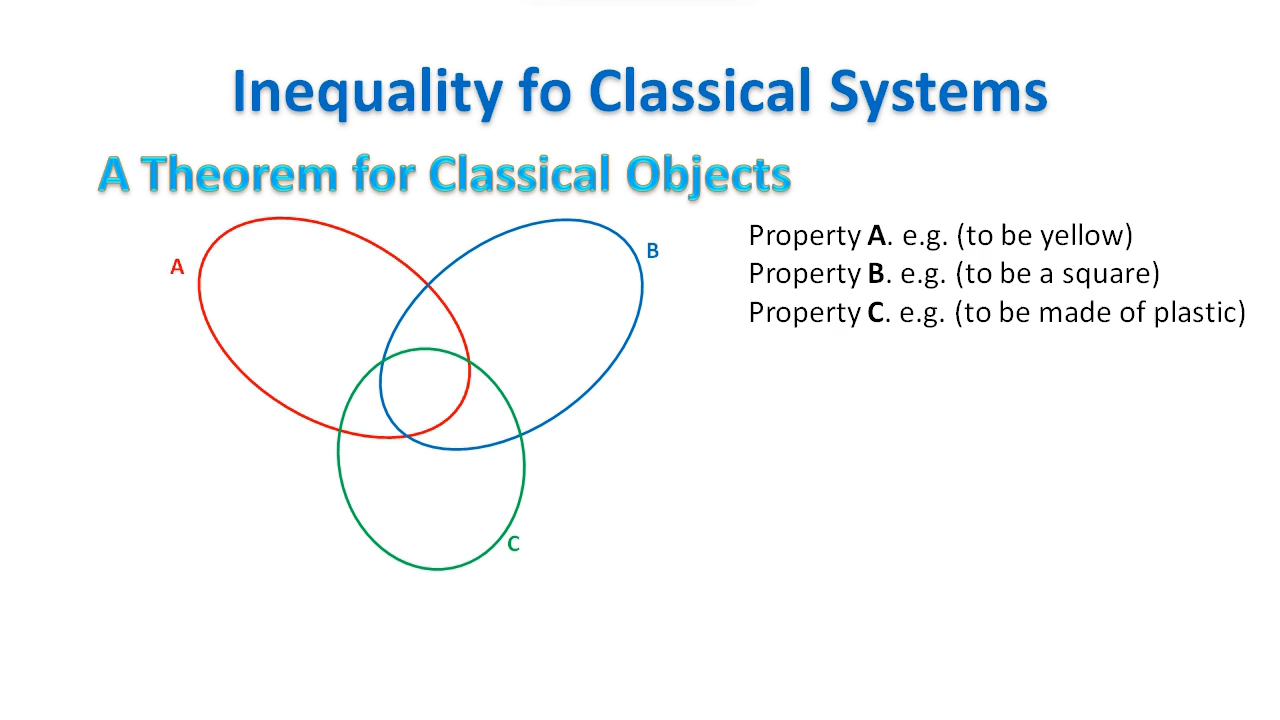 Inequality fo Classical Systems
A Theorem for Classical Objects
A
B
C
Property A. e.g. (to be yellow)
Property B. e.g. (to be a square)
Property C. e.g. (to be made of plastic)